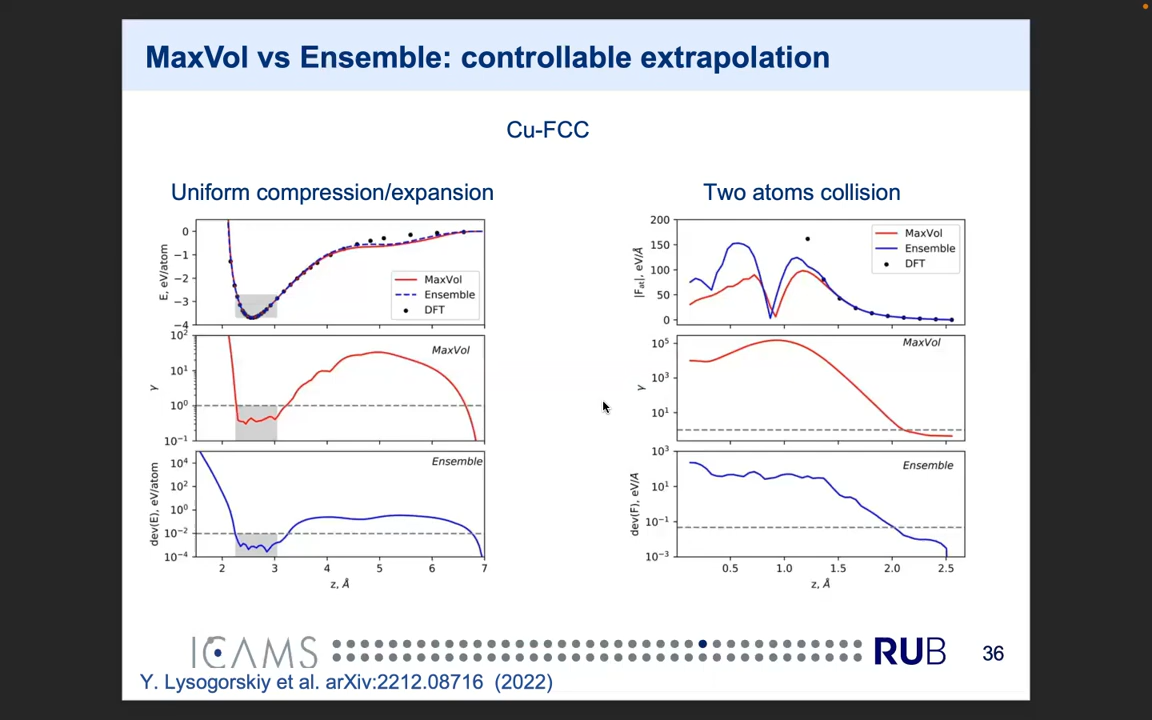 MaxVol vs Ensemble: controllable extrapolation
Cu-FCC
Uniform compression/expansion
E, eV/atom
0
−1
−2
−3
−4
MaxVol
Ensemble
DFT
γ
10²
10¹
10⁰
10⁻¹
MaxVol
dev(E), eV/atom
10⁴
10²
10⁰
10⁻²
10⁻⁴
Ensemble
2 3 4 5 6 7
z, Å
Two atoms collision
|Fat|, eV/Å
200
150
100
50
0
MaxVol
Ensemble
DFT
γ
10⁵
10³
10¹
MaxVol
dev(F), eV/Å
10³
10¹
10⁻¹
10⁻³
Ensemble
0.5 1.0 1.5 2.0 2.5
z, Å
ICAMS
RUB
36
Y. Lysogorskiy et al. arXiv:2212.08716 (2022)